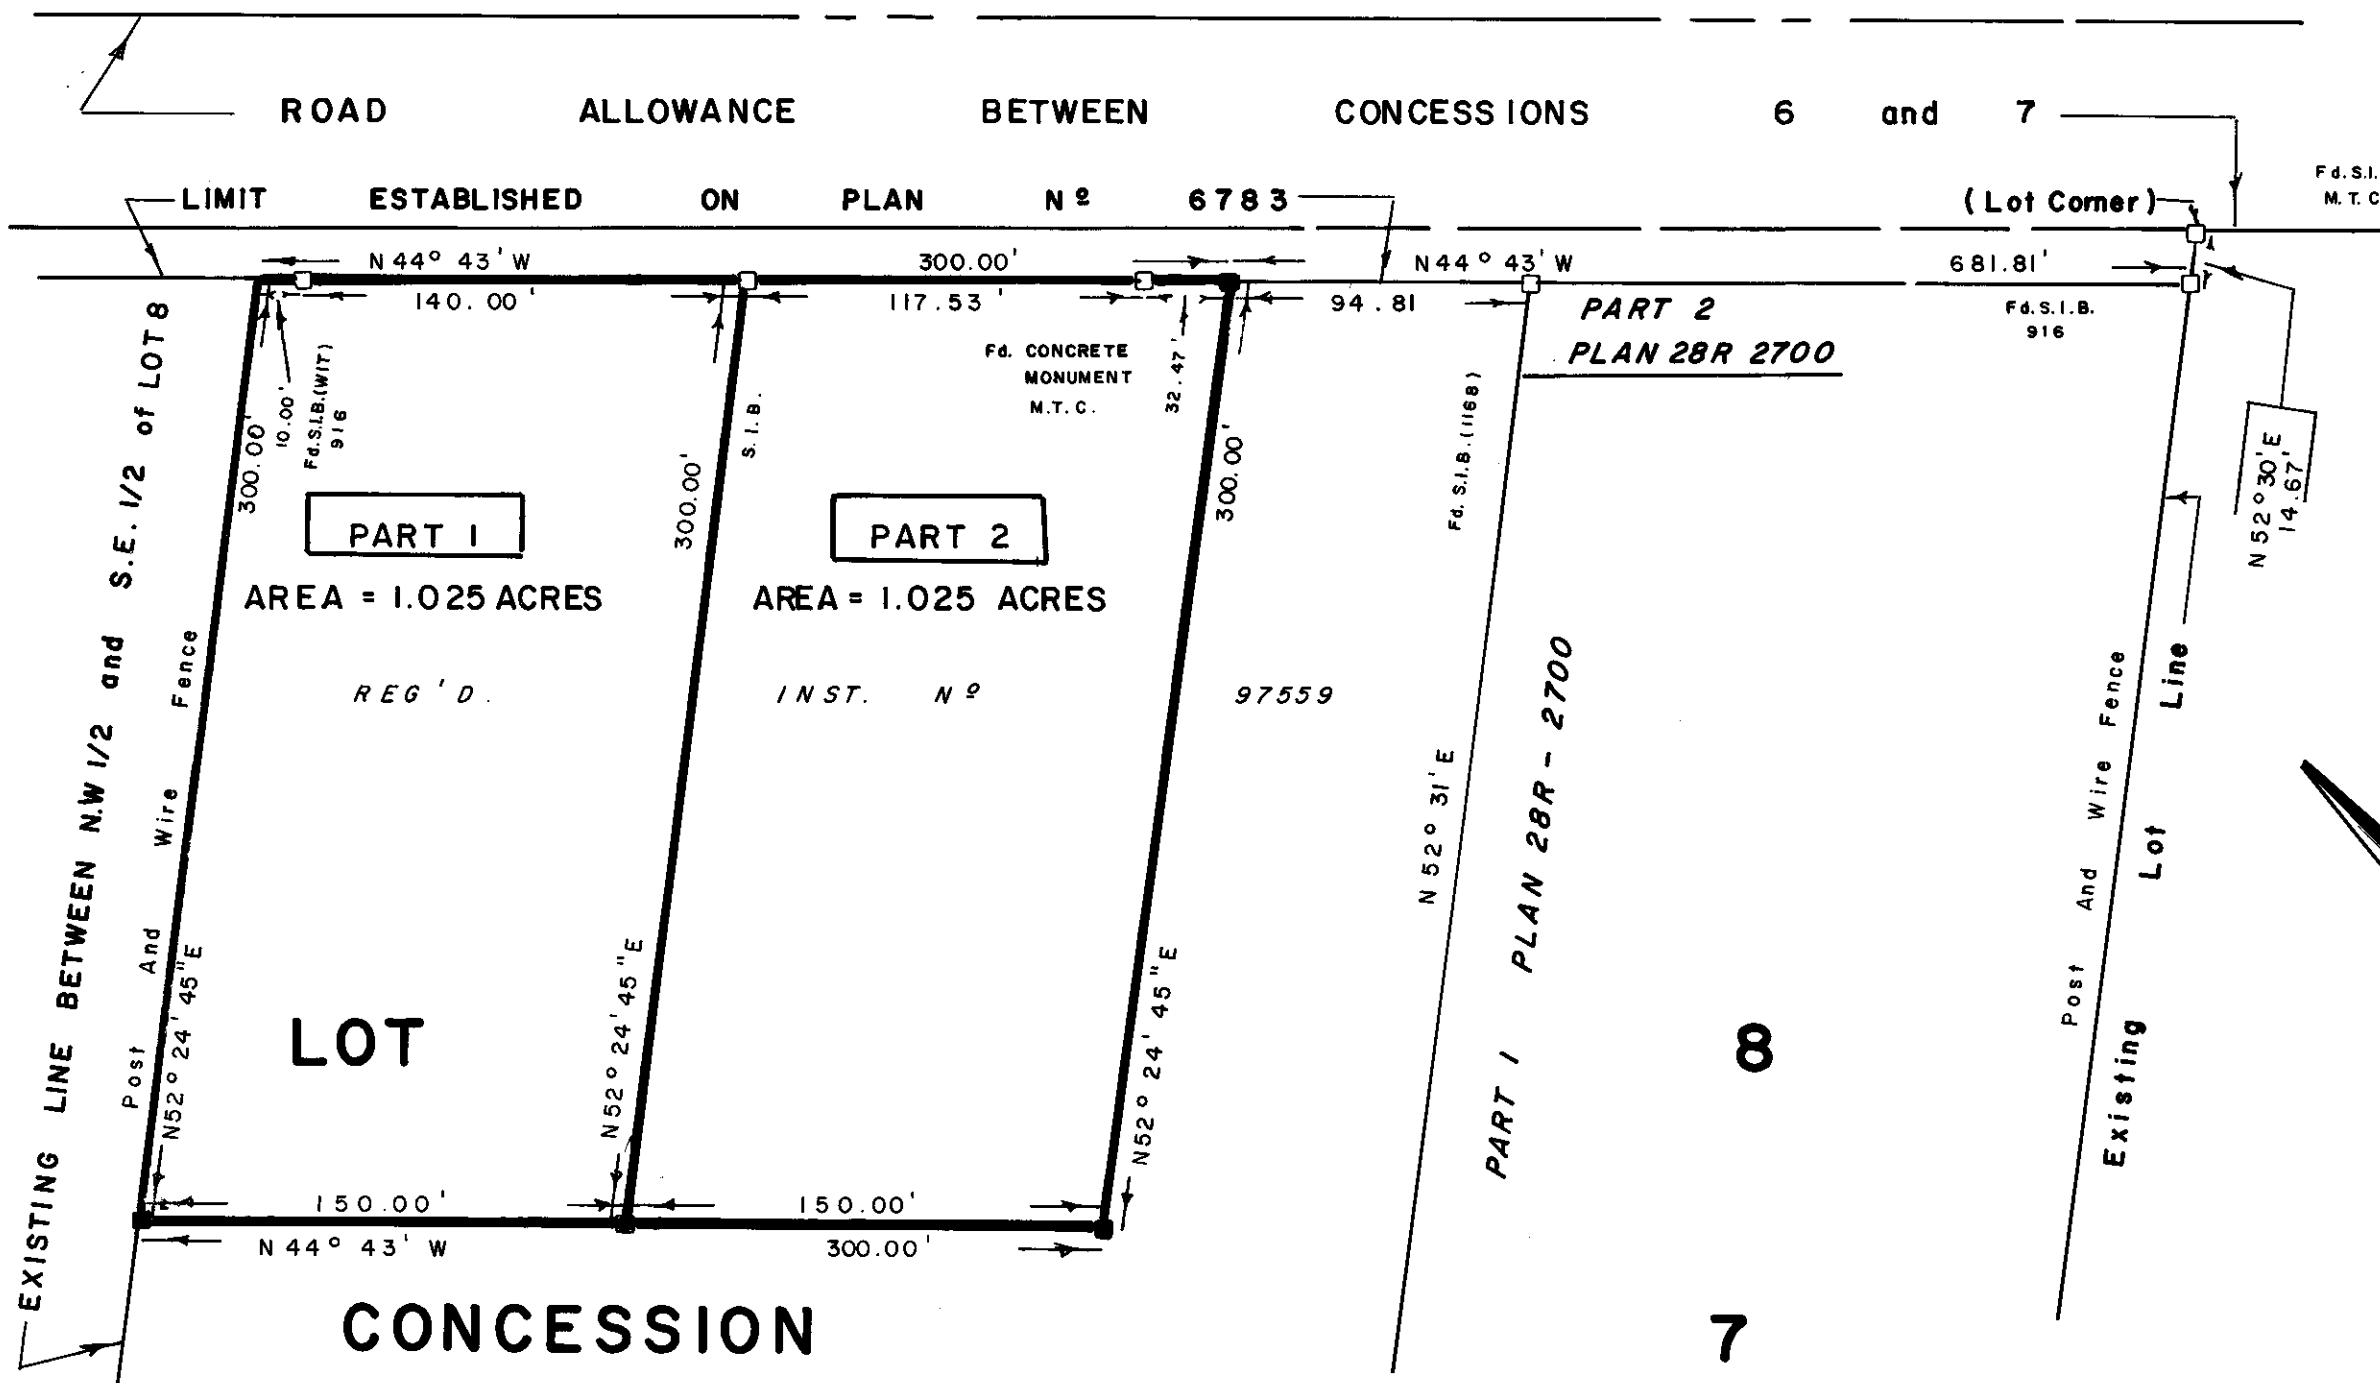 ROAD ALLOWANCE BETWEEN CONCESSIONS 6 and 7
Fd. S.I.
M. T. C
LIMIT ESTABLISHED ON PLAN Nº 6783
(Lot Corner)
N 44° 43' W
300.00'
N 44° 43' W
681.81'
140.00'
117.53'
94.81
PART 2
PLAN 28R 2700
Fd. S.I.B.
916
10.00'
Fd. S.I.B. (WIT)
916
S. I. B.
Fd. CONCRETE
MONUMENT
M.T. C.
32.47'
Fd. S.I.B. (1168)
N 52° 30' E
14.67'
300.00'
300.00'
300.00'
PART 1
PART 2
AREA = 1.025 ACRES
AREA = 1.025 ACRES
REG'D. INST. Nº 97559
EXISTING LINE BETWEEN N.W 1/2 and S.E. 1/2 of LOT 8
Post And Wire Fence
N52° 24' 45" E
N52° 24' 45" E
N52° 24' 45" E
N 52° 31' E
PART 1 PLAN 28R - 2700
Post And Wire Fence
Existing Lot Line
LOT 8
150.00'
150.00'
N 44° 43' W
300.00'
CONCESSION 7